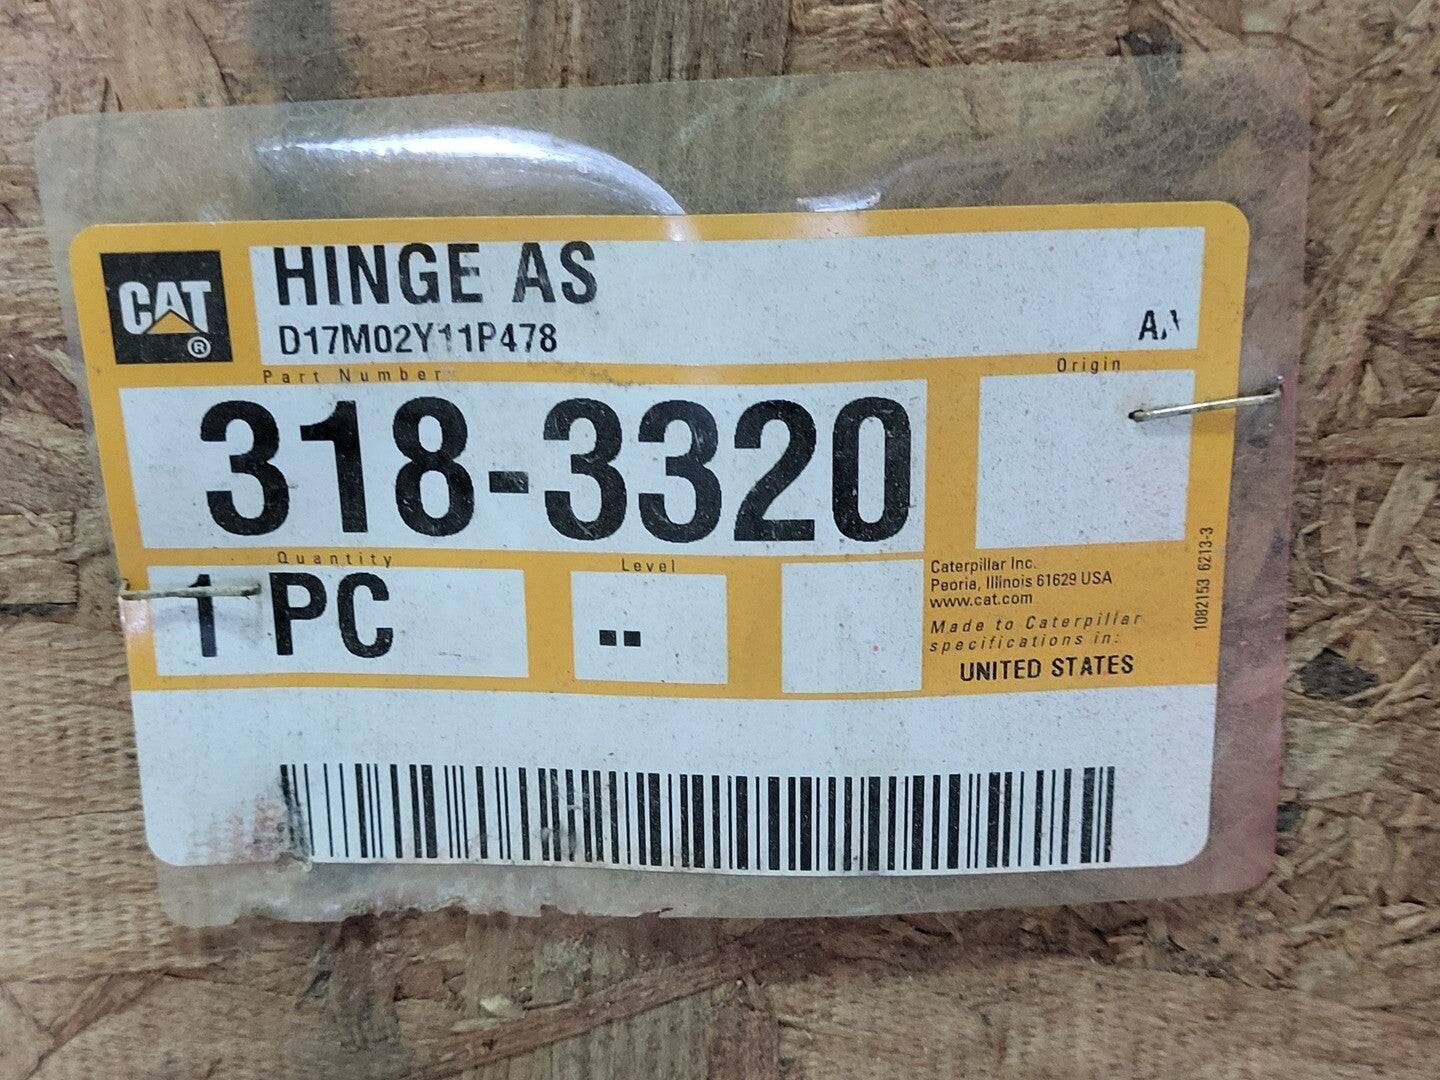 CAT
®
HINGE AS
D17M02Y11P478
AA
Part Number
Origin
318-3320
Quantity
Level
1 PC
--
Caterpillar Inc.
Peoria, Illinois 61629 USA
www.cat.com
Made to Caterpillar
specifications in:
UNITED STATES
1082153 6213-3